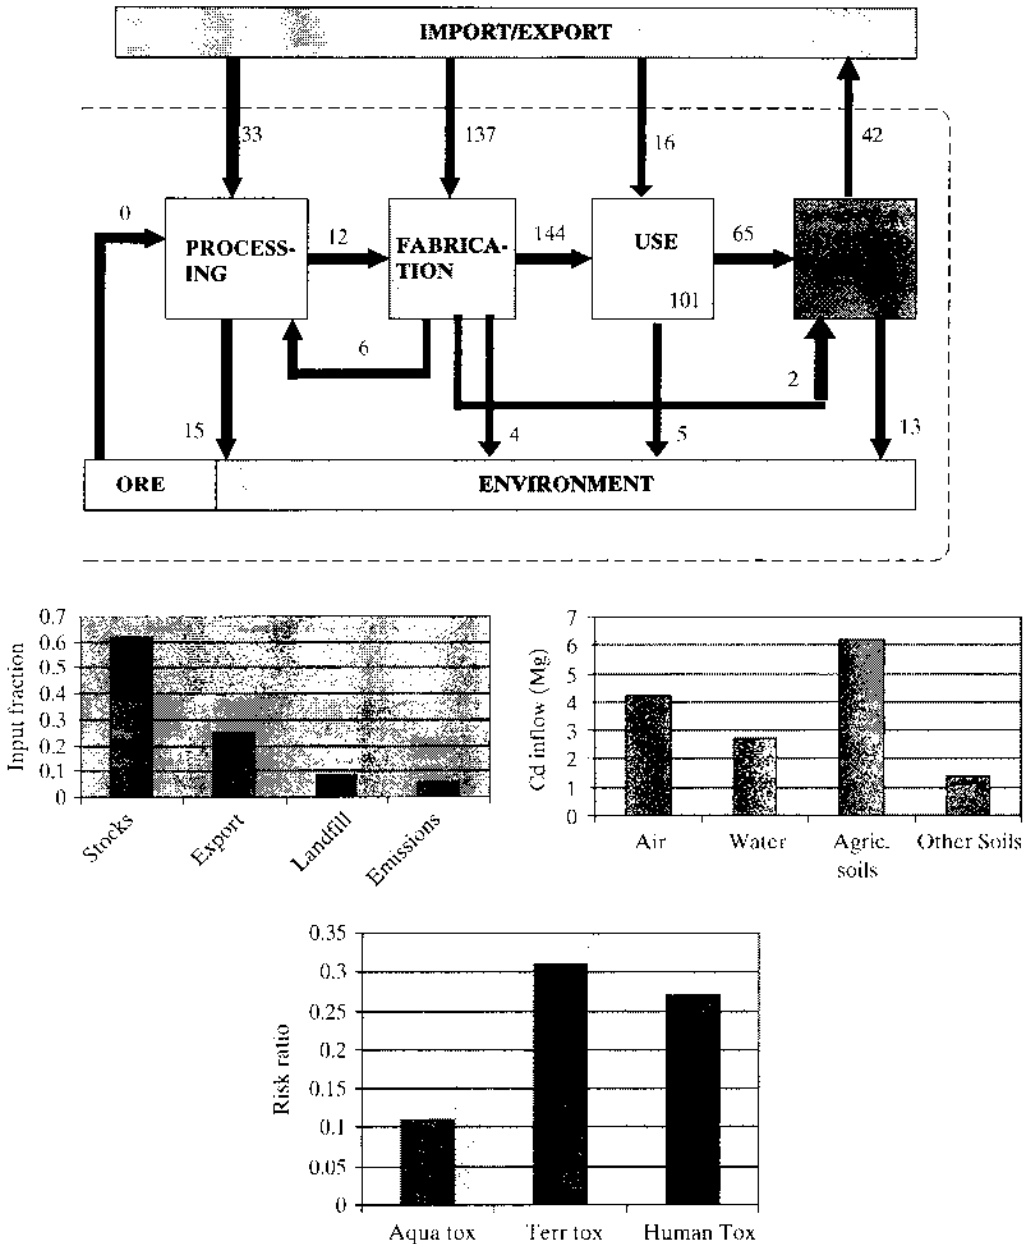 IMPORT/EXPORT
33
137
16
42
0
PROCESS-
ING
12
FABRICA-
TION
144
USE
101
65
6
2
15
4
5
13
ORE
ENVIRONMENT
Input fraction
0.7
0.6
0.5
0.4
0.3
0.2
0.1
0
Stocks
Export
Landfill
Emissions
Cd inflow (Mg)
7
6
5
4
3
2
1
0
Air
Water
Agric.
soils
Other Soils
Risk ratio
0.35
0.3
0.25
0.2
0.15
0.1
0.05
0
Aqua tox
Terr tox
Human Tox